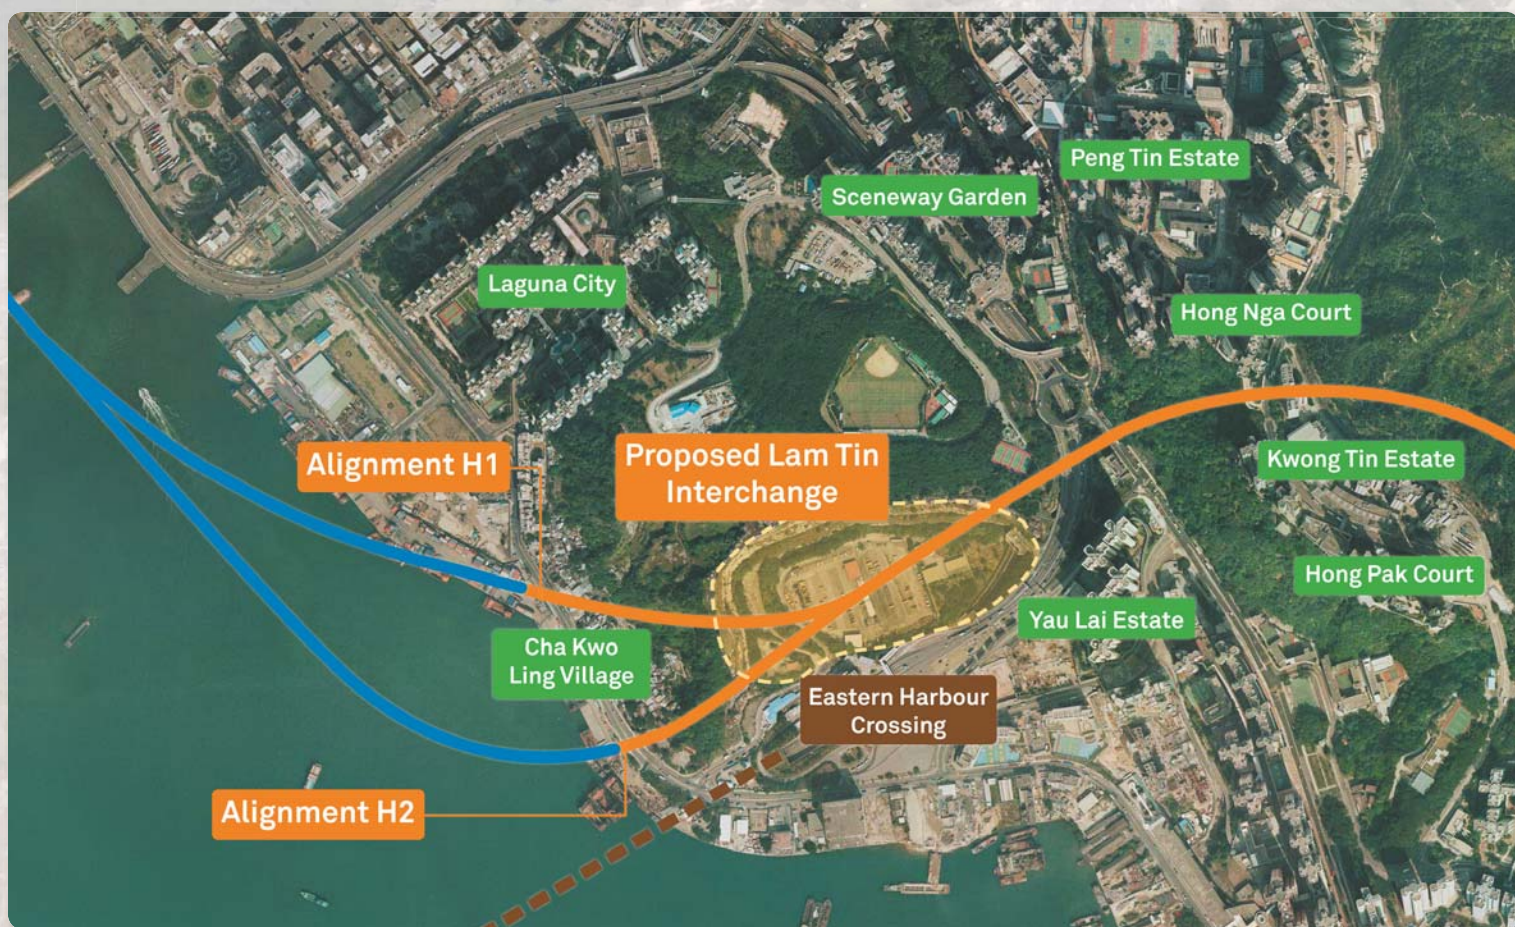 Peng Tin Estate
Sceneway Garden
Laguna City
Hong Nga Court
Alignment H1
Proposed Lam Tin
Interchange
Kwong Tin Estate
Hong Pak Court
Yau Lai Estate
Cha Kwo
Ling Village
Eastern Harbour
Crossing
Alignment H2